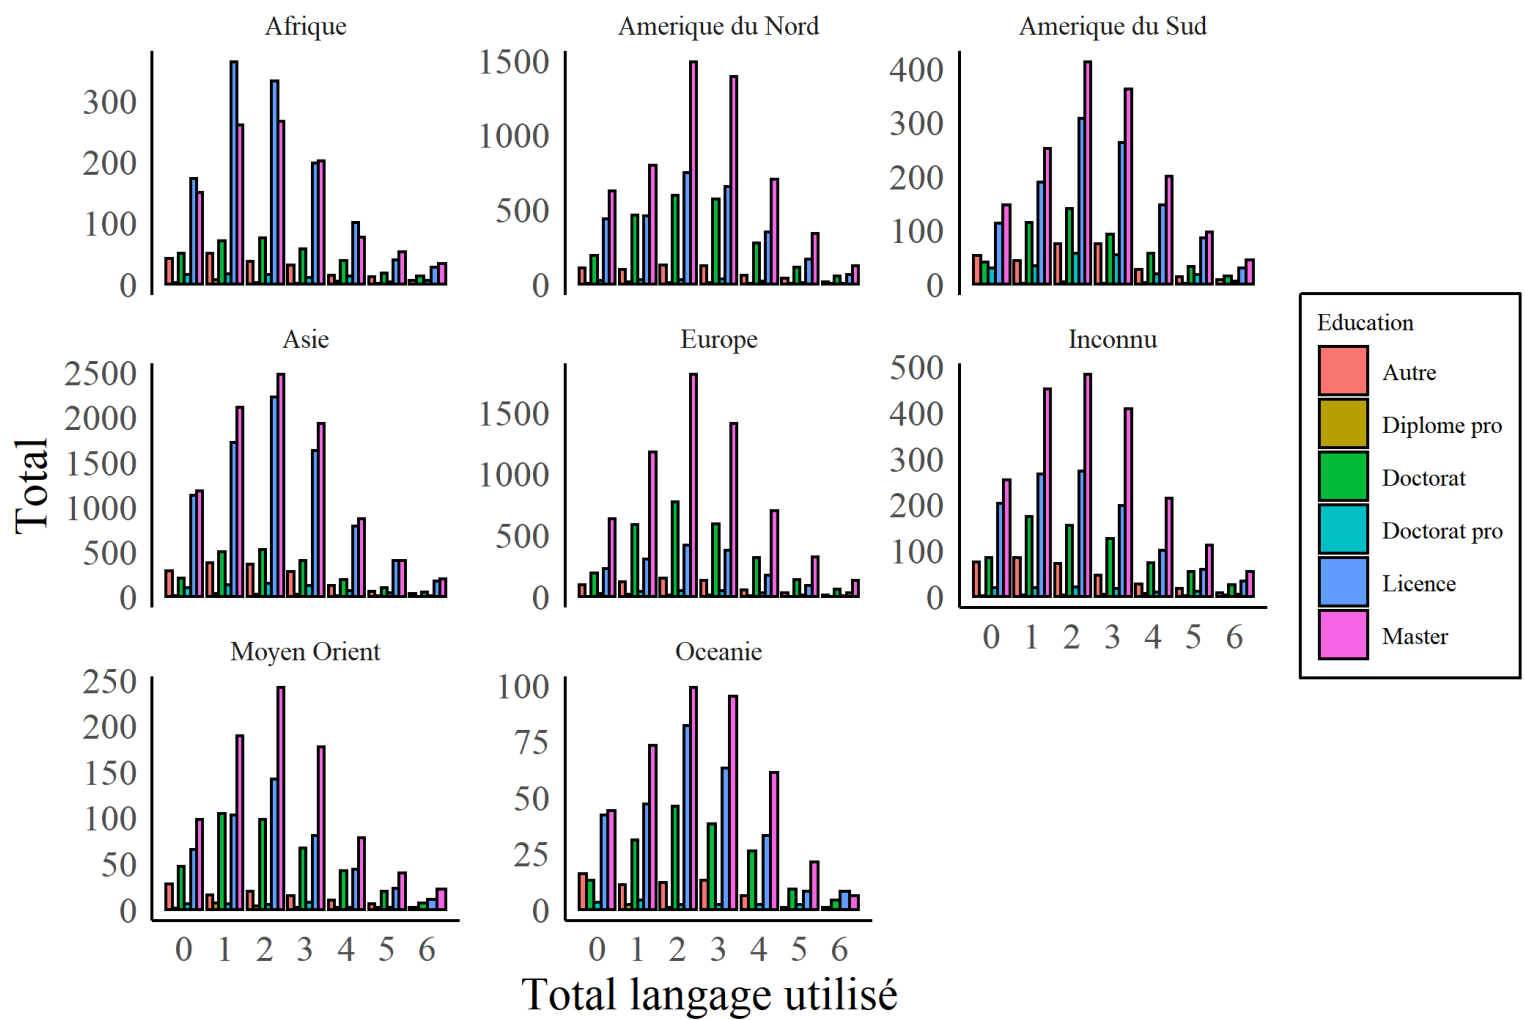 Afrique
Amerique du Nord
Amerique du Sud
300
200
100
0
1500
1000
500
0
400
300
200
100
0
Asie
Europe
Inconnu
2500
2000
1500
1000
500
0
1500
1000
500
0
500
400
300
200
100
0
0 1 2 3 4 5 6
Moyen Orient
Oceanie
250
200
150
100
50
0
100
75
50
25
0
0 1 2 3 4 5 6
0 1 2 3 4 5 6
Total
Total langage utilisé
Education
Autre
Diplome pro
Doctorat
Doctorat pro
Licence
Master